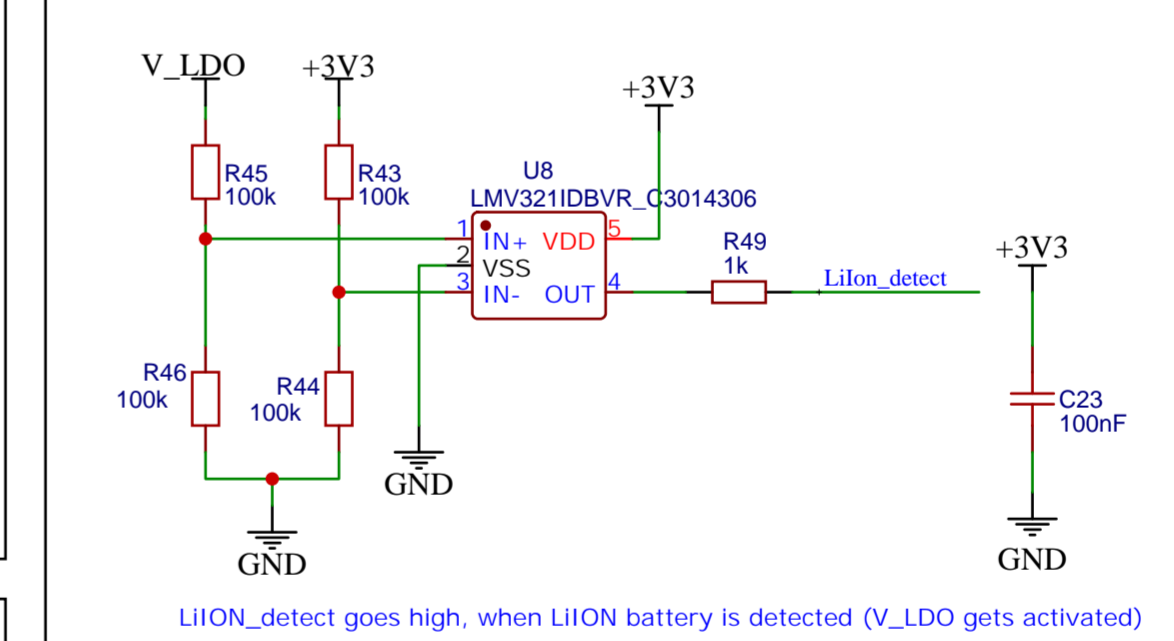 V_LDO
+3V3
+3V3
R45
100k
R43
100k
U8
LMV321IDBVR_C3014306
1
IN+
VDD
5
2
VSS
3
IN-
OUT
4
R49
1k
LiIon_detect
+3V3
R46
100k
R44
100k
C23
100nF
GND
GND
GND
LiION_detect goes high, when LiION battery is detected (V_LDO gets activated)